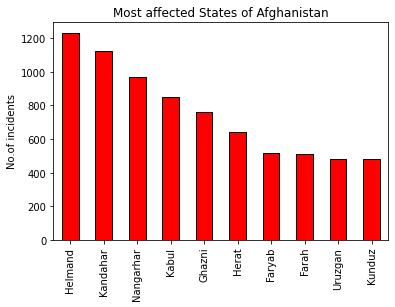 Most affected States of Afghanistan
No.of incidents
1200
1000
800
600
400
200
0
Helmand
Kandahar
Nangarhar
Kabul
Ghazni
Herat
Faryab
Farah
Uruzgan
Kunduz